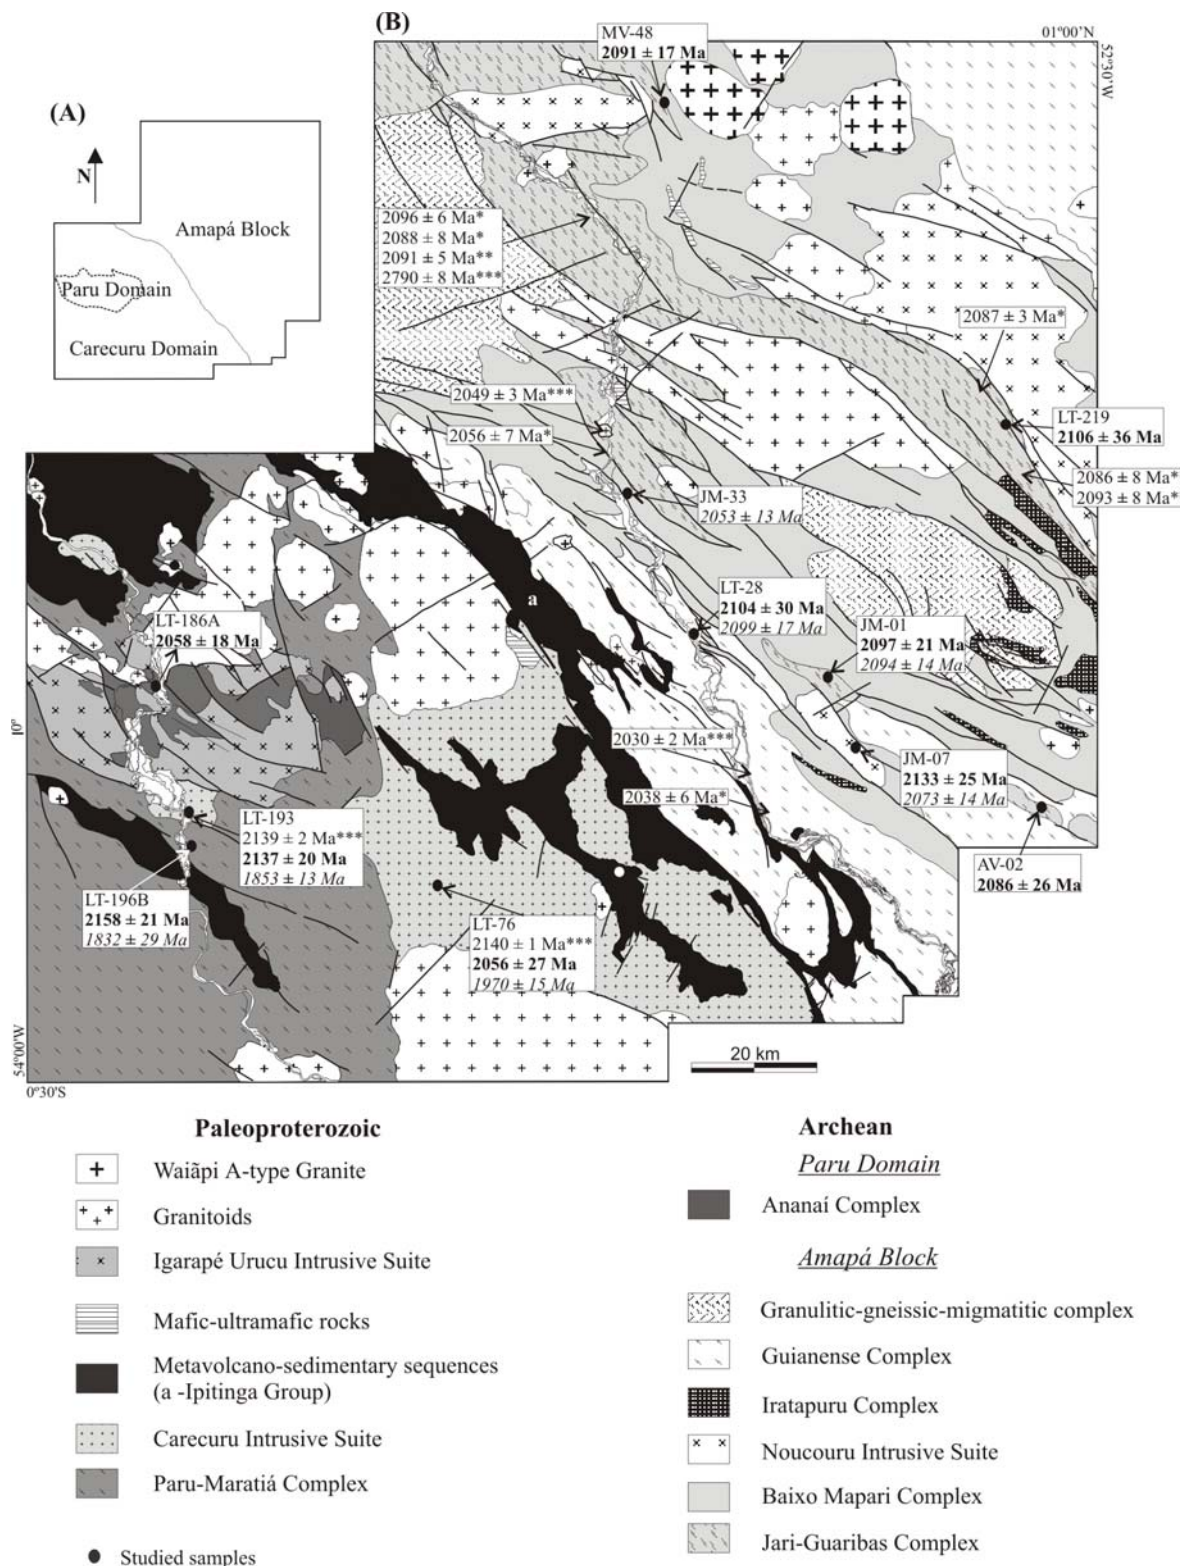 (B)
MV-48
2091 ± 17 Ma
01°00'N
52°30'W
(A)
N
Amapá Block
Paru Domain
Carecuru Domain
2096 ± 6 Ma*
2088 ± 8 Ma*
2091 ± 5 Ma**
2790 ± 8 Ma***
2087 ± 3 Ma*
2049 ± 3 Ma***
2056 ± 7 Ma*
LT-219
2106 ± 36 Ma
2086 ± 8 Ma*
2093 ± 8 Ma*
JM-33
2053 ± 13 Ma
a
LT-28
2104 ± 30 Ma
2099 ± 17 Ma
LT-186A
2058 ± 18 Ma
JM-01
2097 ± 21 Ma
2094 ± 14 Ma
0°
2030 ± 2 Ma***
2038 ± 6 Ma*
JM-07
2133 ± 25 Ma
2073 ± 14 Ma
LT-193
2139 ± 2 Ma***
2137 ± 20 Ma
1853 ± 13 Ma
AV-02
2086 ± 26 Ma
LT-196B
2158 ± 21 Ma
1832 ± 29 Ma
LT-76
2140 ± 1 Ma***
2056 ± 27 Ma
1970 ± 15 Ma
54°00'W
0°30'S
20 km
Paleoproterozoic
Waiãpi A-type Granite
Granitoids
Igarapé Urucu Intrusive Suite
Mafic-ultramafic rocks
Metavolcano-sedimentary sequences
(a -Ipitinga Group)
Carecuru Intrusive Suite
Paru-Maratiá Complex
Studied samples
Archean
Paru Domain
Ananaí Complex
Amapá Block
Granulitic-gneissic-migmatitic complex
Guianense Complex
Iratapuru Complex
Noucouru Intrusive Suite
Baixo Mapari Complex
Jari-Guaribas Complex